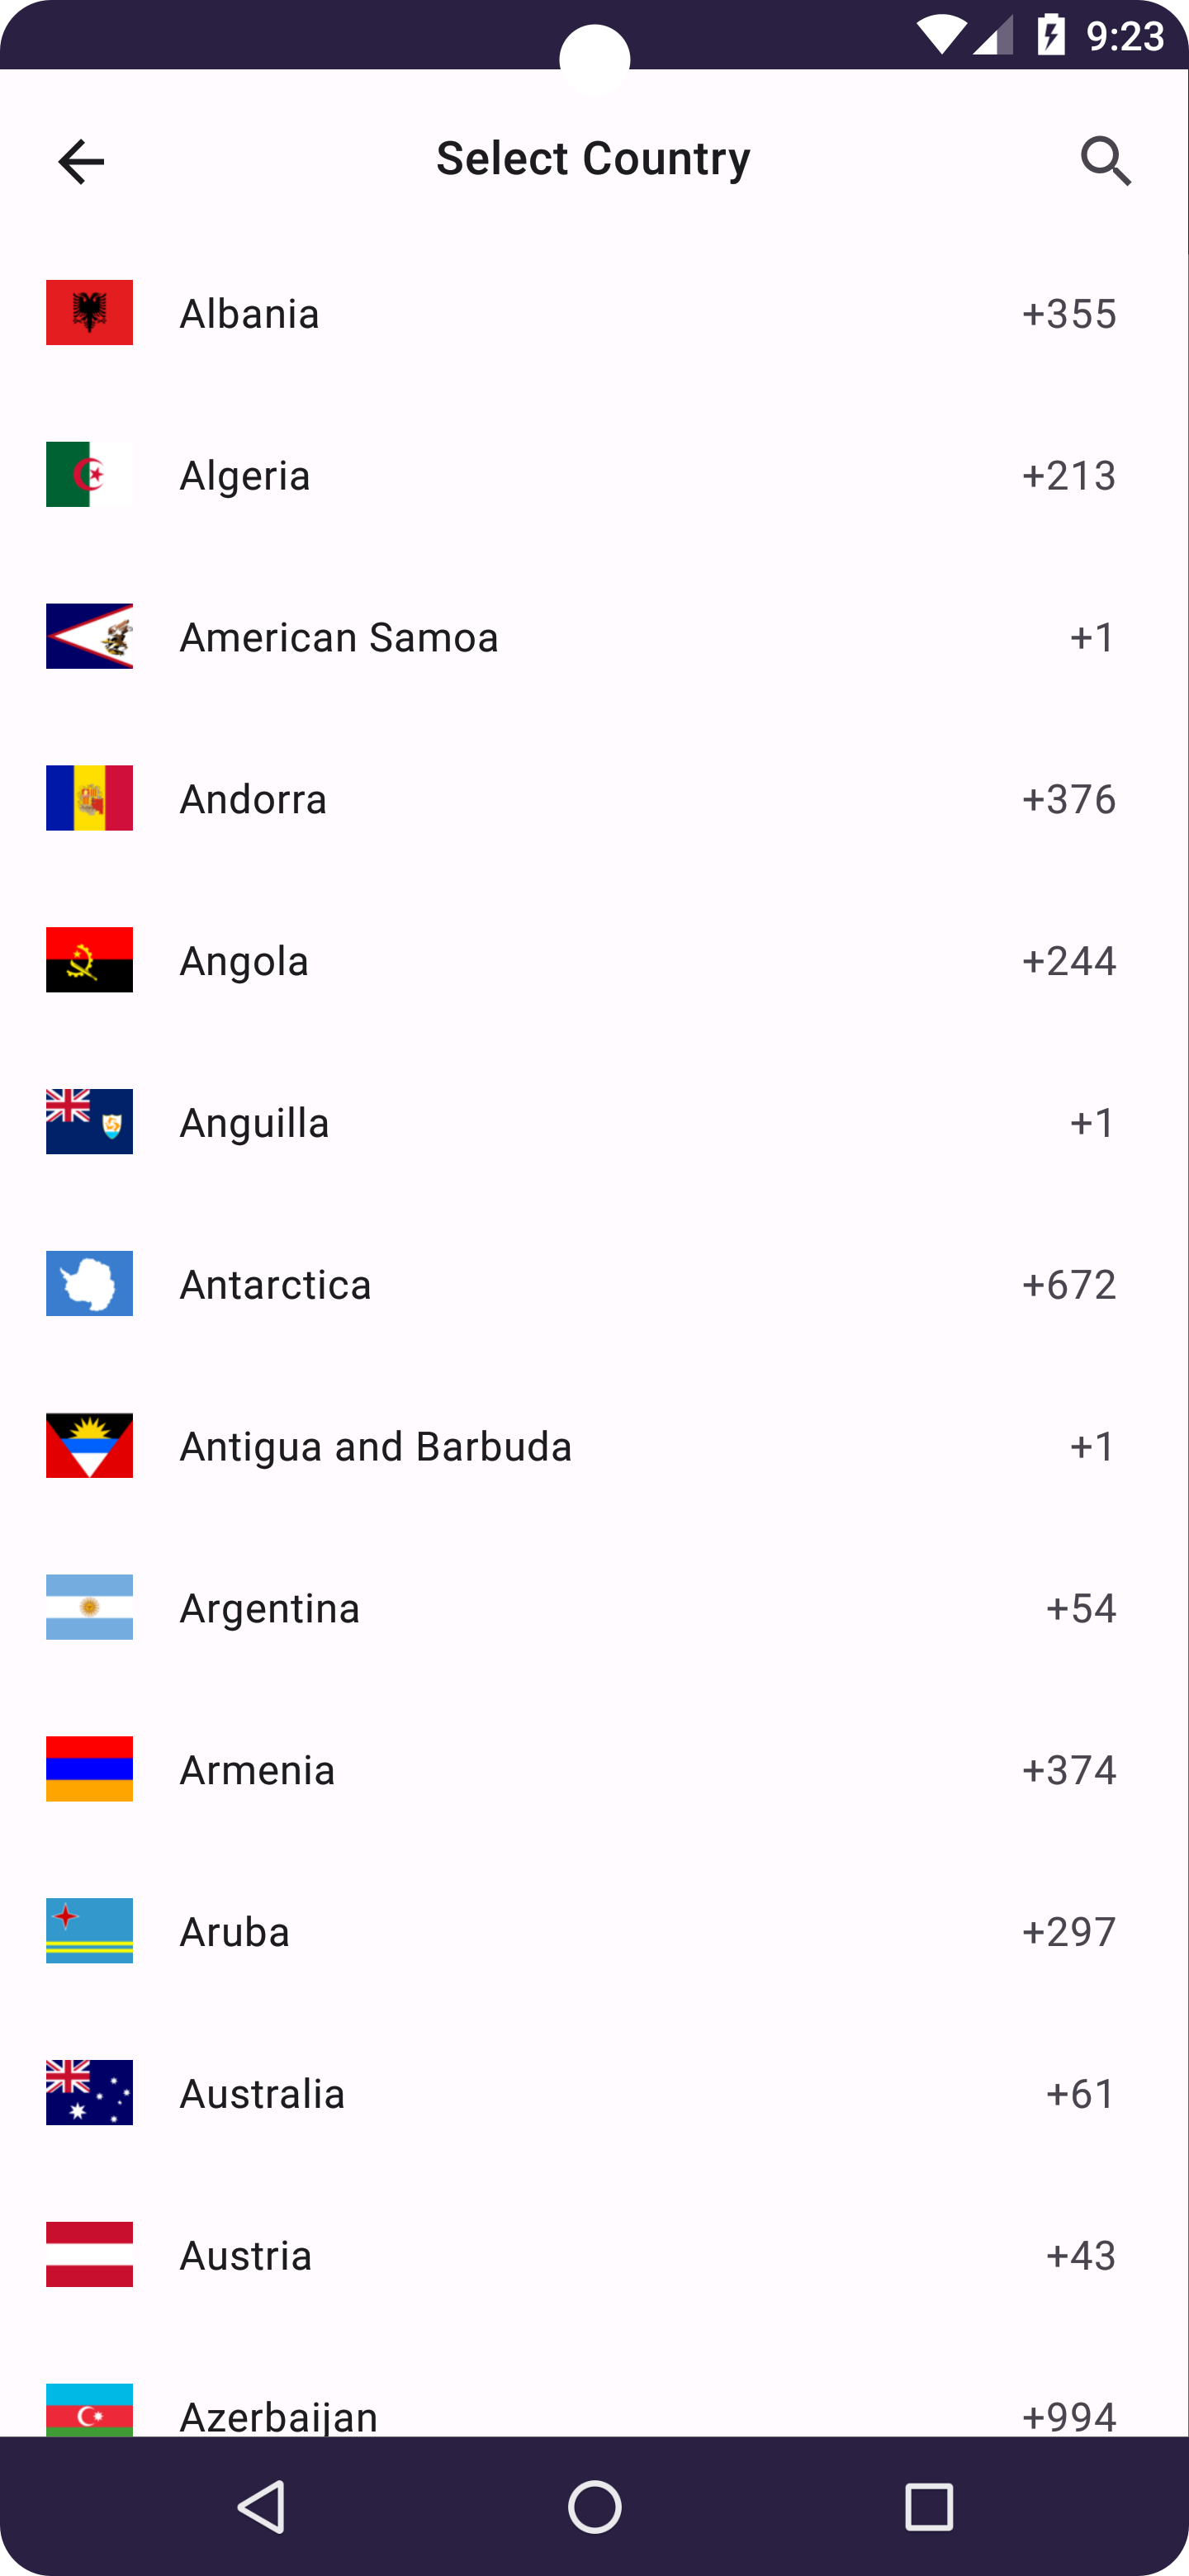 9:23
Select Country
Albania +355
Algeria +213
American Samoa +1
Andorra +376
Angola +244
Anguilla +1
Antarctica +672
Antigua and Barbuda +1
Argentina +54
Armenia +374
Aruba +297
Australia +61
Austria +43
Azerbaijan +994